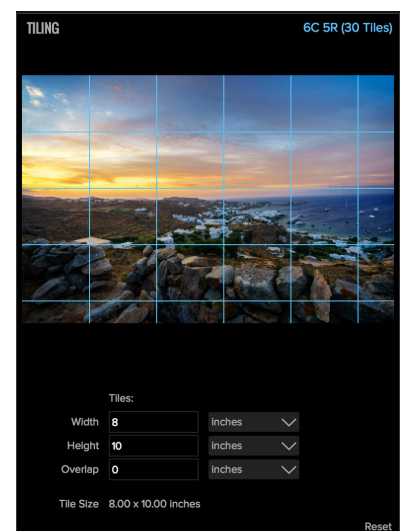 TILING 6C 5R (30 Tiles)
Tiles:
Width 8 inches
Height 10 inches
Overlap 0 inches
Tile Size 8.00 x 10.00 inches
Reset